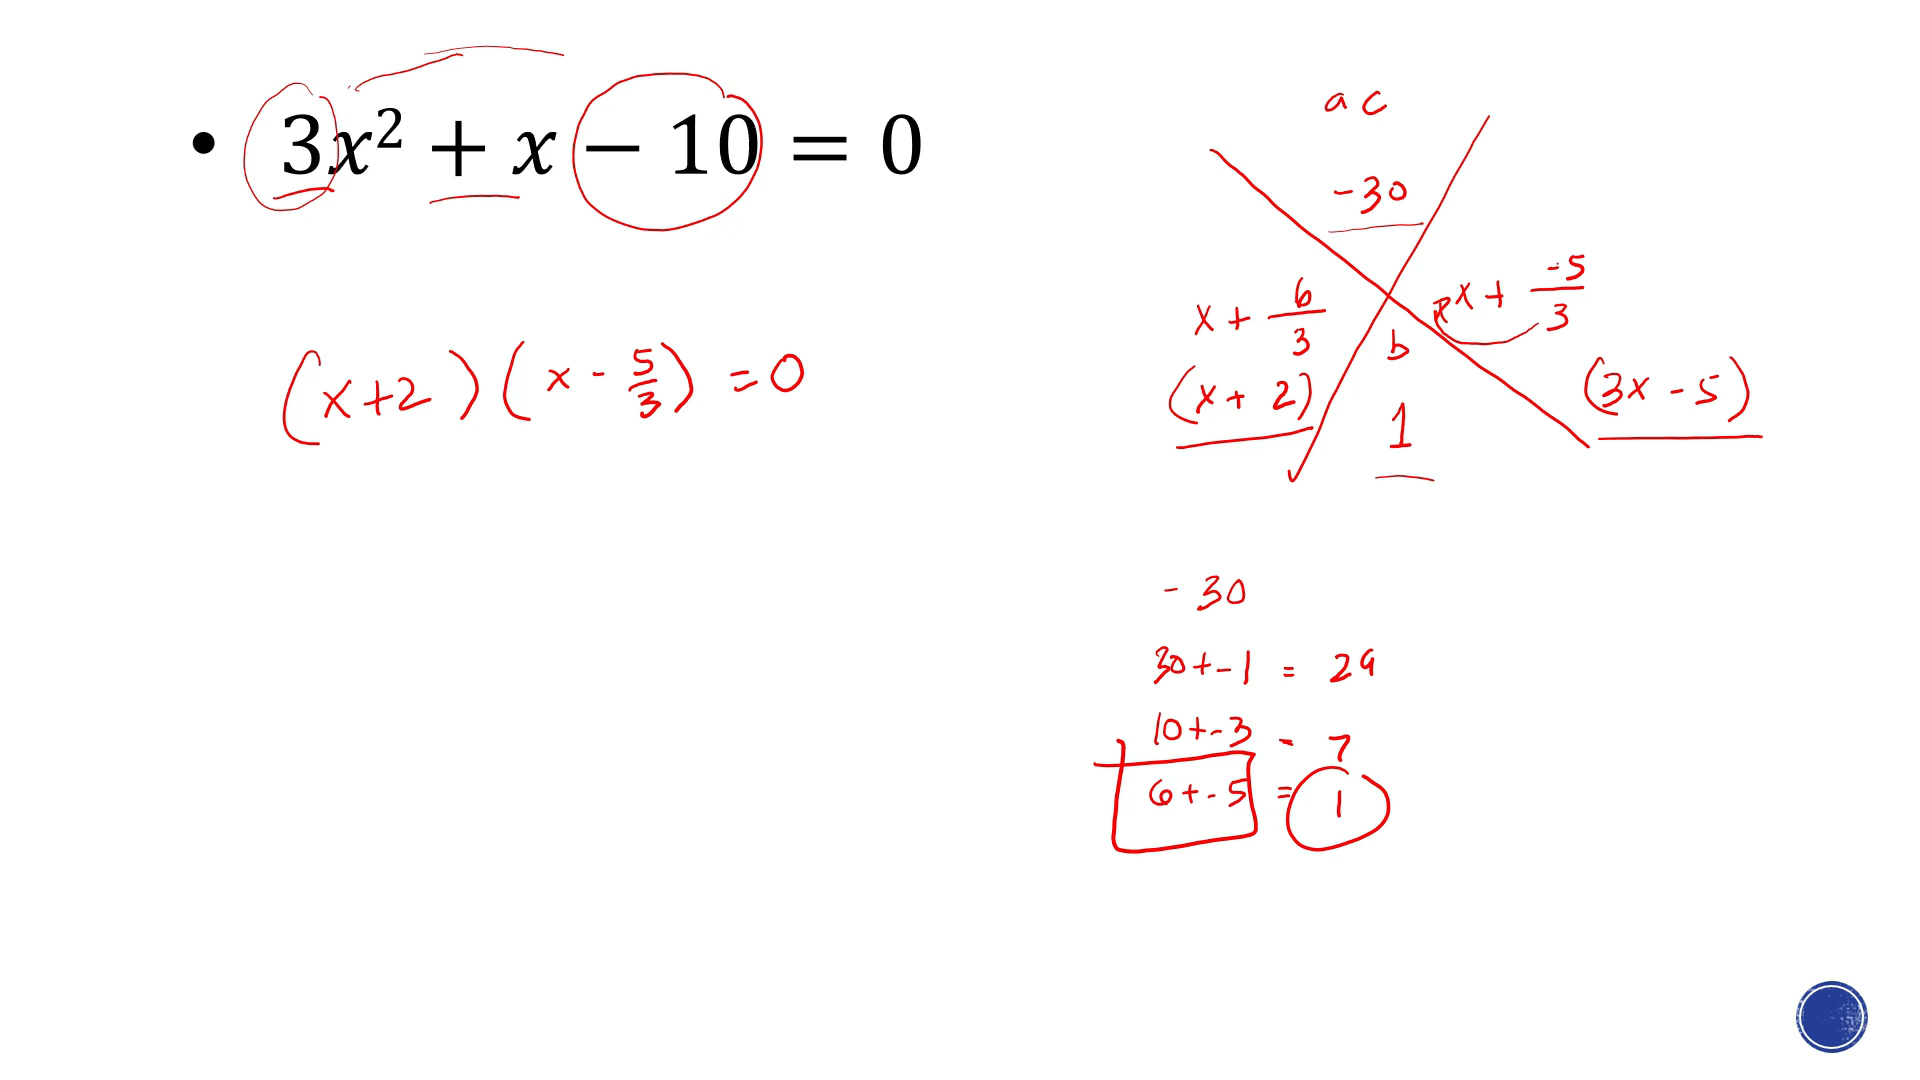 • 3x² + x − 10 = 0
(x+2)(x - 5/3) = 0
a c
-30
x + 6/3
x + -5/3
b
(x + 2)
(3x - 5)
1
- 30
30+-1 = 29
10+-3 = 7
6+-5 = 1